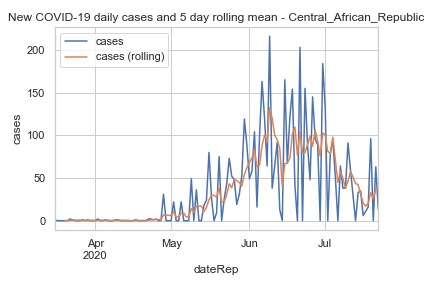 New COVID-19 daily cases and 5 day rolling mean - Central_African_Republic
cases
cases (rolling)
200
150
100
50
0
cases
Apr
2020
May
Jun
Jul
dateRep